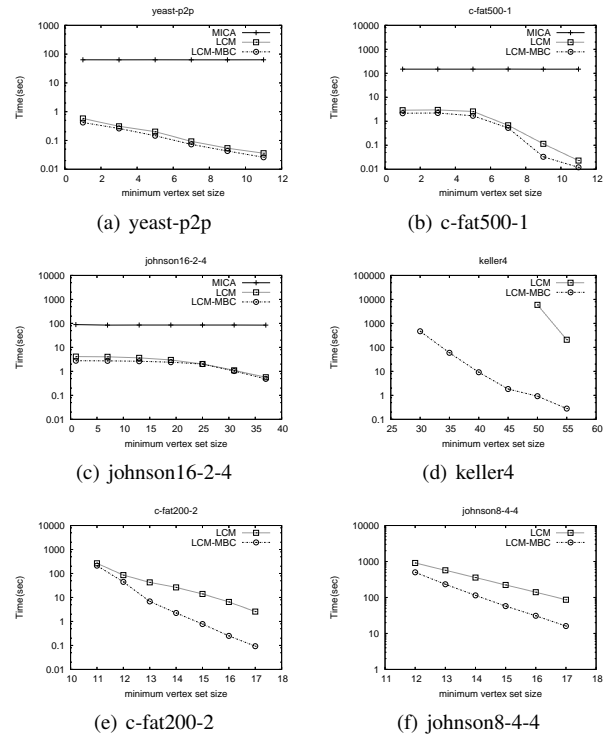 yeast-p2p
MICA
LCM
LCM-MBC
Time(sec)
1000
100
10
1
0.1
0.01
0 2 4 6 8 10 12
minimum vertex set size
(a) yeast-p2p
c-fat500-1
MICA
LCM
LCM-MBC
Time(sec)
10000
1000
100
10
1
0.1
0.01
0 2 4 6 8 10 12
minimum vertex set size
(b) c-fat500-1
johnson16-2-4
MICA
LCM
LCM-MBC
Time(sec)
100000
10000
1000
100
10
1
0.1
0.01
0 5 10 15 20 25 30 35 40
minimum vertex set size
(c) johnson16-2-4
keller4
LCM
LCM-MBC
Time(sec)
100000
10000
1000
100
10
1
0.1
25 30 35 40 45 50 55 60
minimum vertex set size
(d) keller4
c-fat200-2
LCM
LCM-MBC
Time(sec)
10000
1000
100
10
1
0.1
0.01
10 11 12 13 14 15 16 17 18
minimum vertex set size
(e) c-fat200-2
johnson8-4-4
LCM
LCM-MBC
Time(sec)
10000
1000
100
10
1
11 12 13 14 15 16 17 18
minimum vertex set size
(f) johnson8-4-4